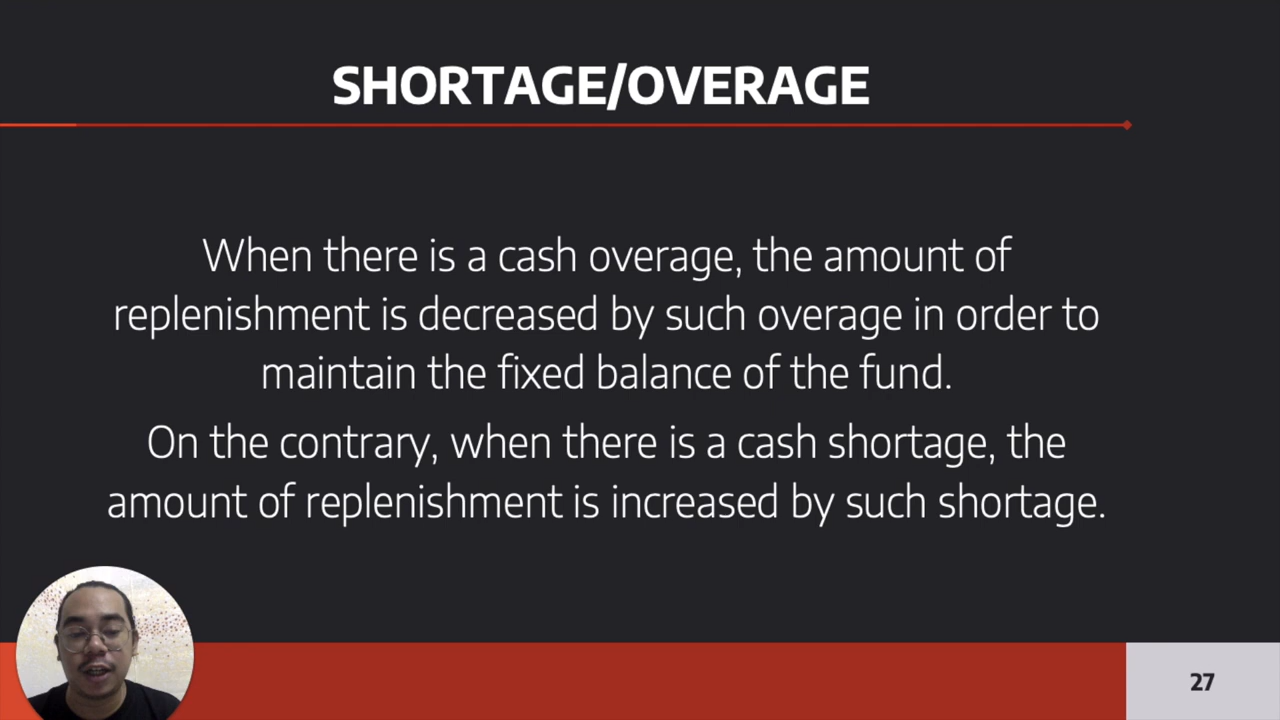 SHORTAGE/OVERAGE
When there is a cash overage, the amount of
replenishment is decreased by such overage in order to
maintain the fixed balance of the fund.
On the contrary, when there is a cash shortage, the
amount of replenishment is increased by such shortage.
27